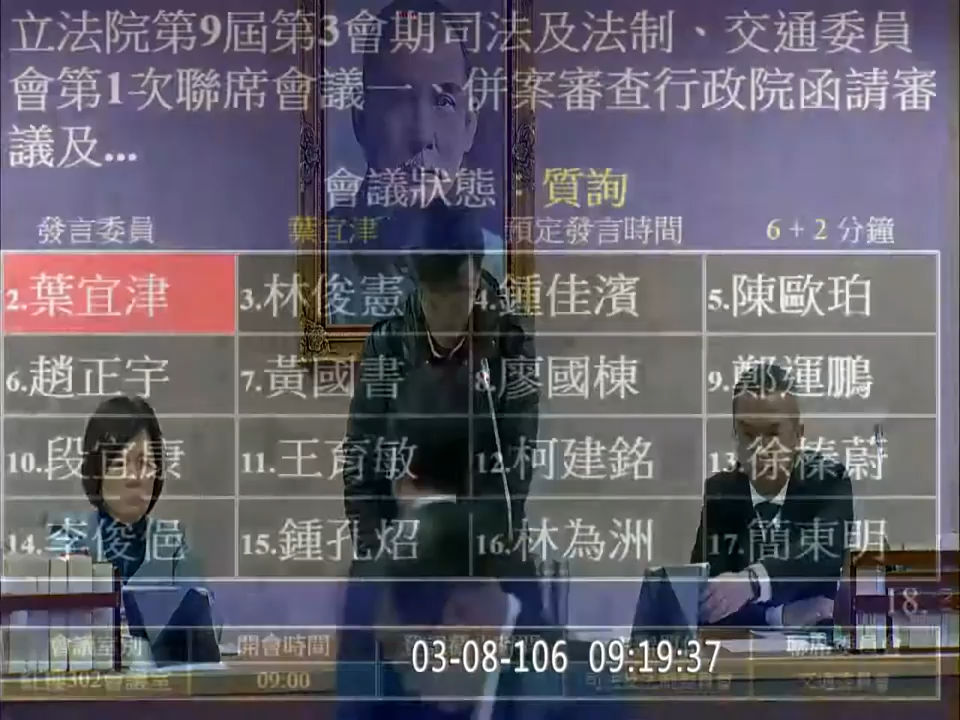 立法院第9屆第3會期司法及法制、交通委員
會第1次聯席會議一、併案審查行政院函請審
議及...
會議狀態：質詢
發言委員 葉宜津 預定發言時間 6 + 2 分鐘
2.葉宜津 3.林俊憲 4.鍾佳濱 5.陳歐珀
6.趙正宇 7.黃國書 8.廖國棟 9.鄭運鵬
10.段宜康 11.王育敏 12.柯建銘 13.徐榛蔚
14.李俊俋 15.鍾孔炤 16.林為洲 17.簡東明
18.
會議室別 開會時間
紅樓302會議室 09:00
03-08-106 09:19:37